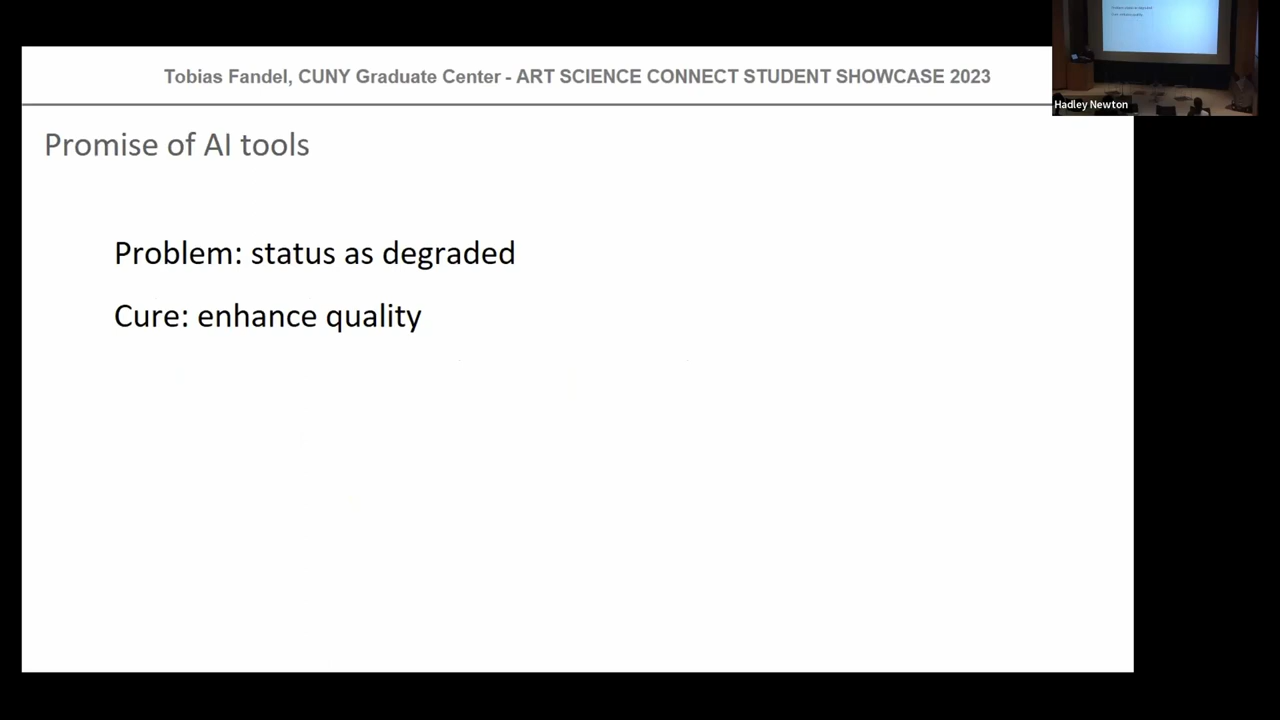 Tobias Fandel, CUNY Graduate Center - ART SCIENCE CONNECT STUDENT SHOWCASE 2023
Hadley Newton
Promise of AI tools
Problem: status as degraded
Cure: enhance quality